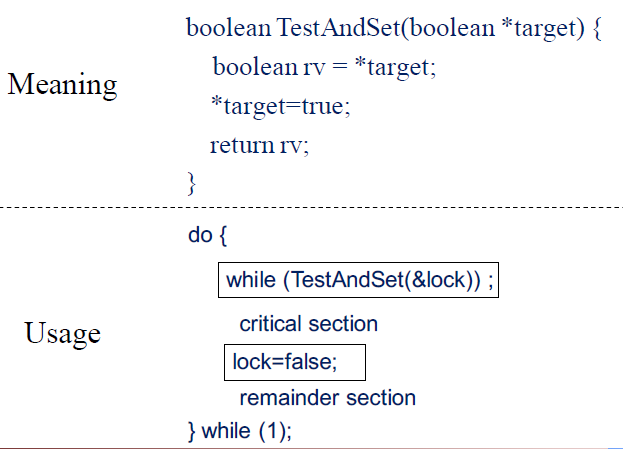 boolean TestAndSet(boolean *target) {
boolean rv = *target;
Meaning
*target=true;
return rv;
}
do {
while (TestAndSet(&lock)) ;
critical section
Usage
lock=false;
remainder section
} while (1);